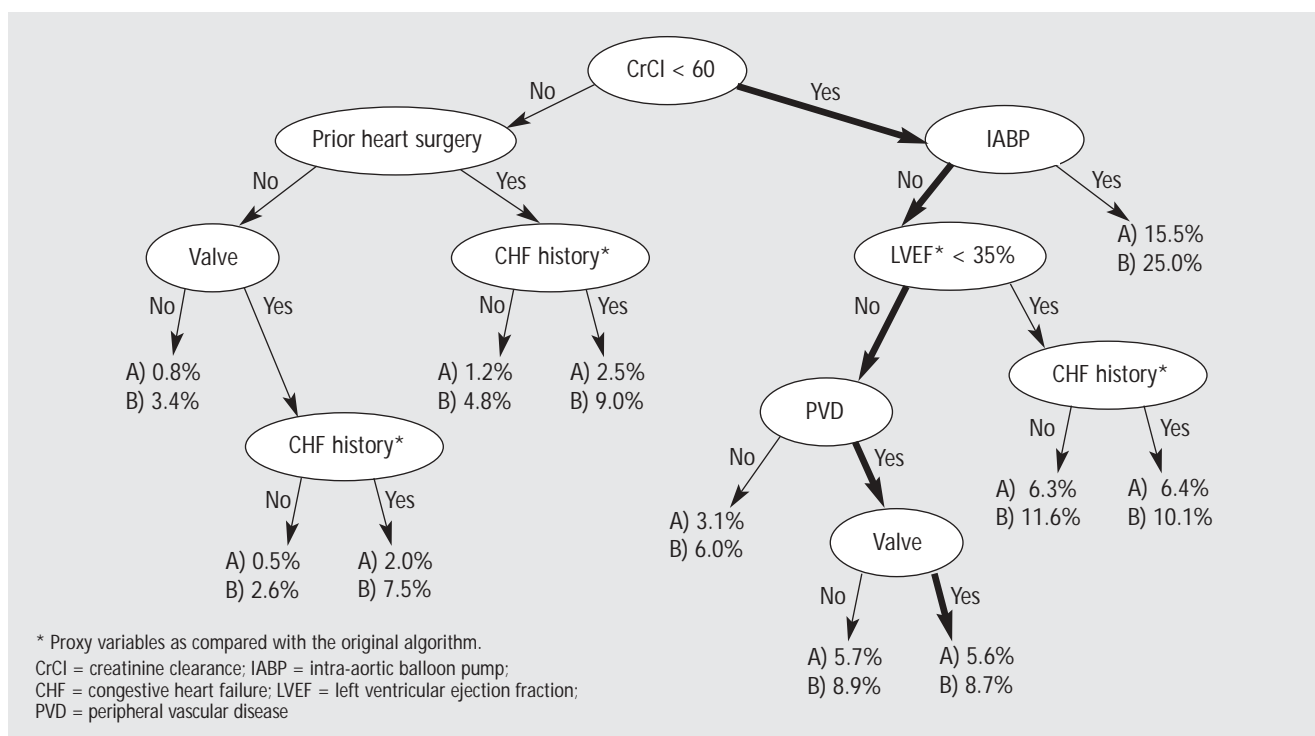 CrCl < 60
No
Yes
Prior heart surgery
IABP
No
Yes
No
Yes
Valve
CHF history*
LVEF* < 35%
A) 15.5%
B) 25.0%
No
Yes
No
Yes
No
Yes
A) 0.8%
B) 3.4%
A) 1.2%
B) 4.8%
A) 2.5%
B) 9.0%
PVD
CHF history*
CHF history*
No
Yes
No
Yes
No
Yes
A) 3.1%
B) 6.0%
A) 6.3%
B) 11.6%
A) 6.4%
B) 10.1%
A) 0.5%
B) 2.6%
A) 2.0%
B) 7.5%
Valve
No
Yes
A) 5.7%
B) 8.9%
A) 5.6%
B) 8.7%
* Proxy variables as compared with the original algorithm.
CrCl = creatinine clearance; IABP = intra-aortic balloon pump;
CHF = congestive heart failure; LVEF = left ventricular ejection fraction;
PVD = peripheral vascular disease